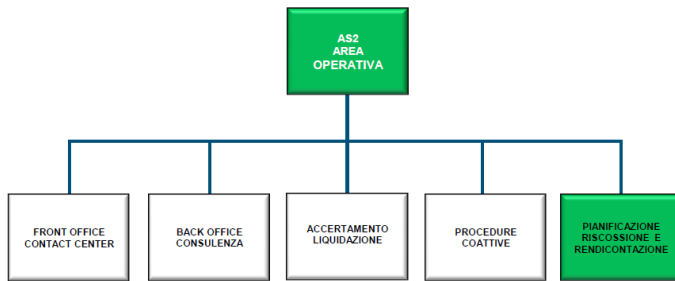 AS2
AREA
OPERATIVA
FRONT OFFICE
CONTACT CENTER
BACK OFFICE
CONSULENZA
ACCERTAMENTO
LIQUIDAZIONE
PROCEDURE
COATTIVE
PIANIFICAZIONE
RISCOSSIONE E
RENDICONTAZIONE